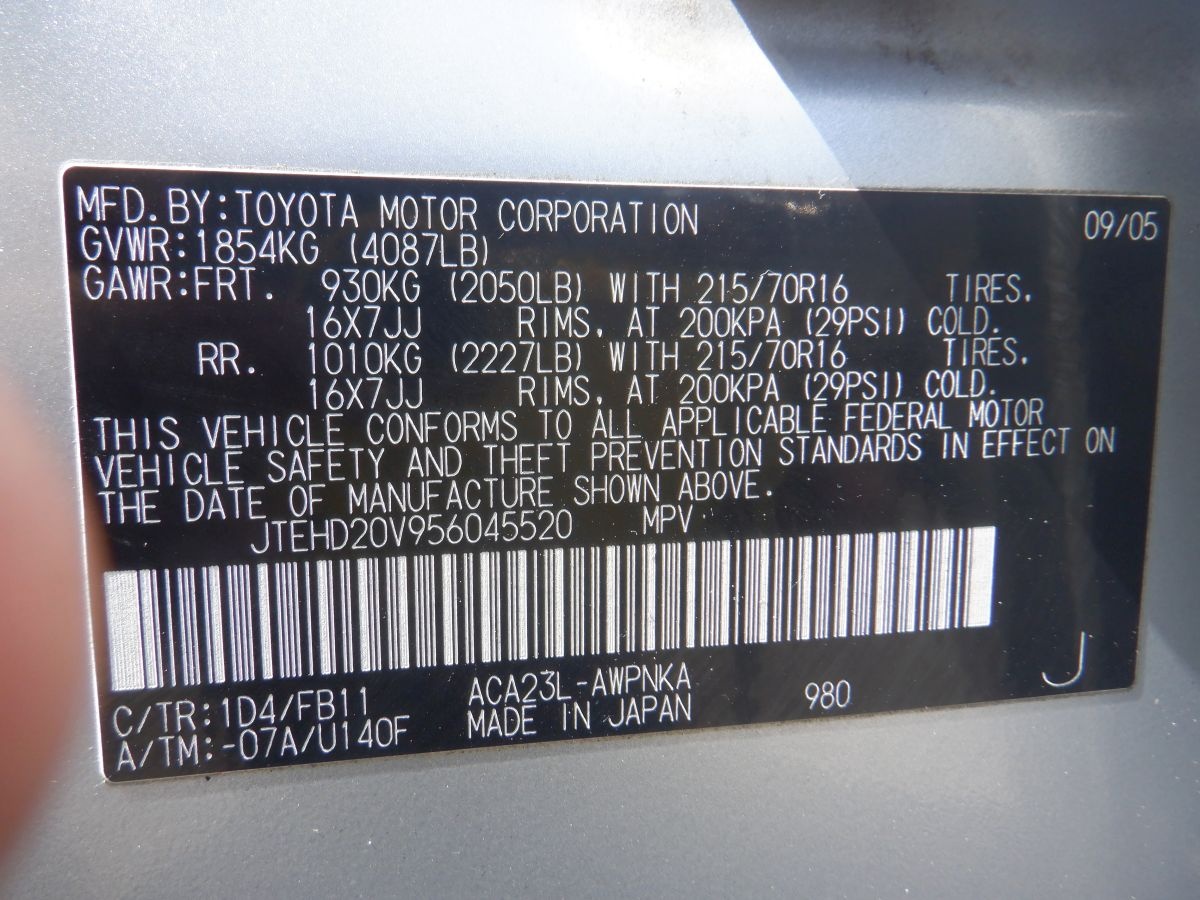 MFD.BY:TOYOTA MOTOR CORPORATION 09/05
GVWR:1854KG (4087LB)
GAWR:FRT. 930KG (2050LB) WITH 215/70R16 TIRES.
16X7JJ RIMS, AT 200KPA (29PSI) COLD.
RR. 1010KG (2227LB) WITH 215/70R16 TIRES.
16X7JJ RIMS, AT 200KPA (29PSI) COLD.
THIS VEHICLE CONFORMS TO ALL APPLICABLE FEDERAL MOTOR
VEHICLE SAFETY AND THEFT PREVENTION STANDARDS IN EFFECT ON
THE DATE OF MANUFACTURE SHOWN ABOVE.
JTEHD20V956045520 MPV
C/TR:1D4/FB11 ACA23L-AWPNKA 980 J
A/TM:-07A/U140F MADE IN JAPAN